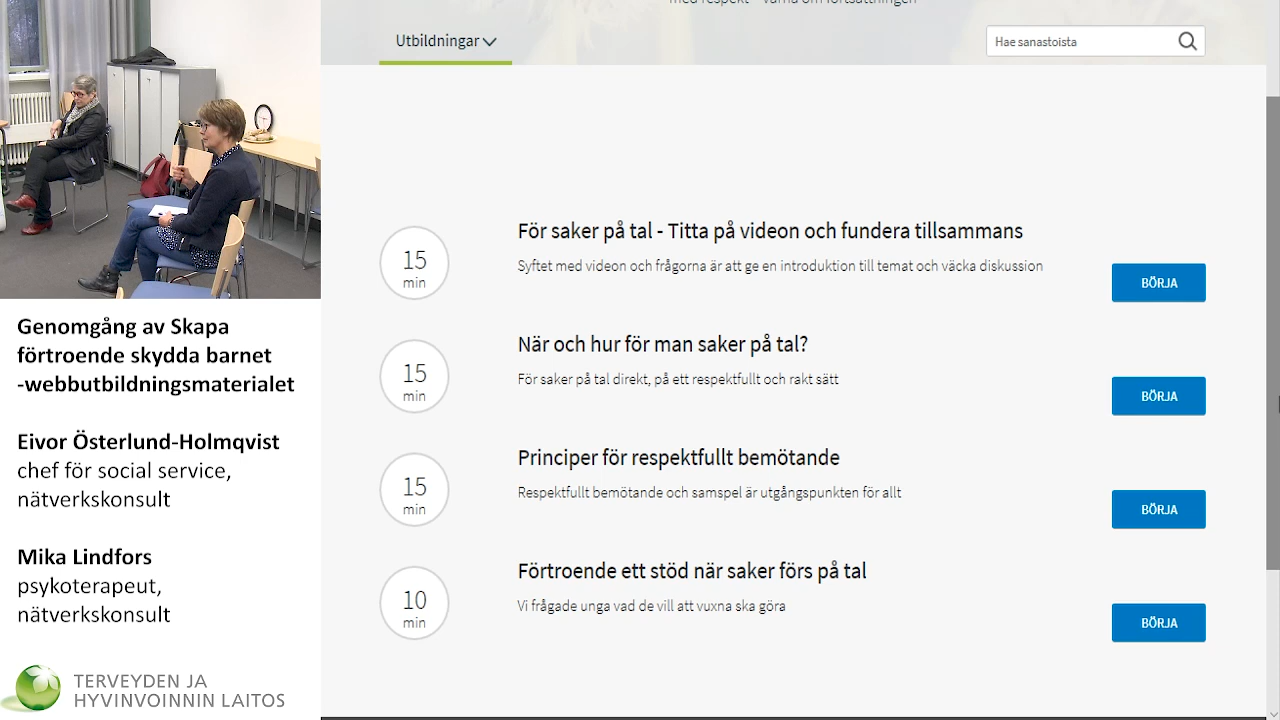 med respekt - värna om fortsättningen
Utbildningar
Hae sanastoista
15
min
För saker på tal - Titta på videon och fundera tillsammans
Syftet med videon och frågorna är att ge en introduktion till temat och väcka diskussion
BÖRJA
15
min
När och hur för man saker på tal?
För saker på tal direkt, på ett respektfullt och rakt sätt
BÖRJA
15
min
Principer för respektfullt bemötande
Respektfullt bemötande och samspel är utgångspunkten för allt
BÖRJA
10
min
Förtroende ett stöd när saker förs på tal
Vi frågade unga vad de vill att vuxna ska göra
BÖRJA
Genomgång av Skapa
förtroende skydda barnet
-webbutbildningsmaterialet
Eivor Österlund-Holmqvist
chef för social service,
nätverkskonsult
Mika Lindfors
psykoterapeut,
nätverkskonsult
TERVEYDEN JA
HYVINVOINNIN LAITOS